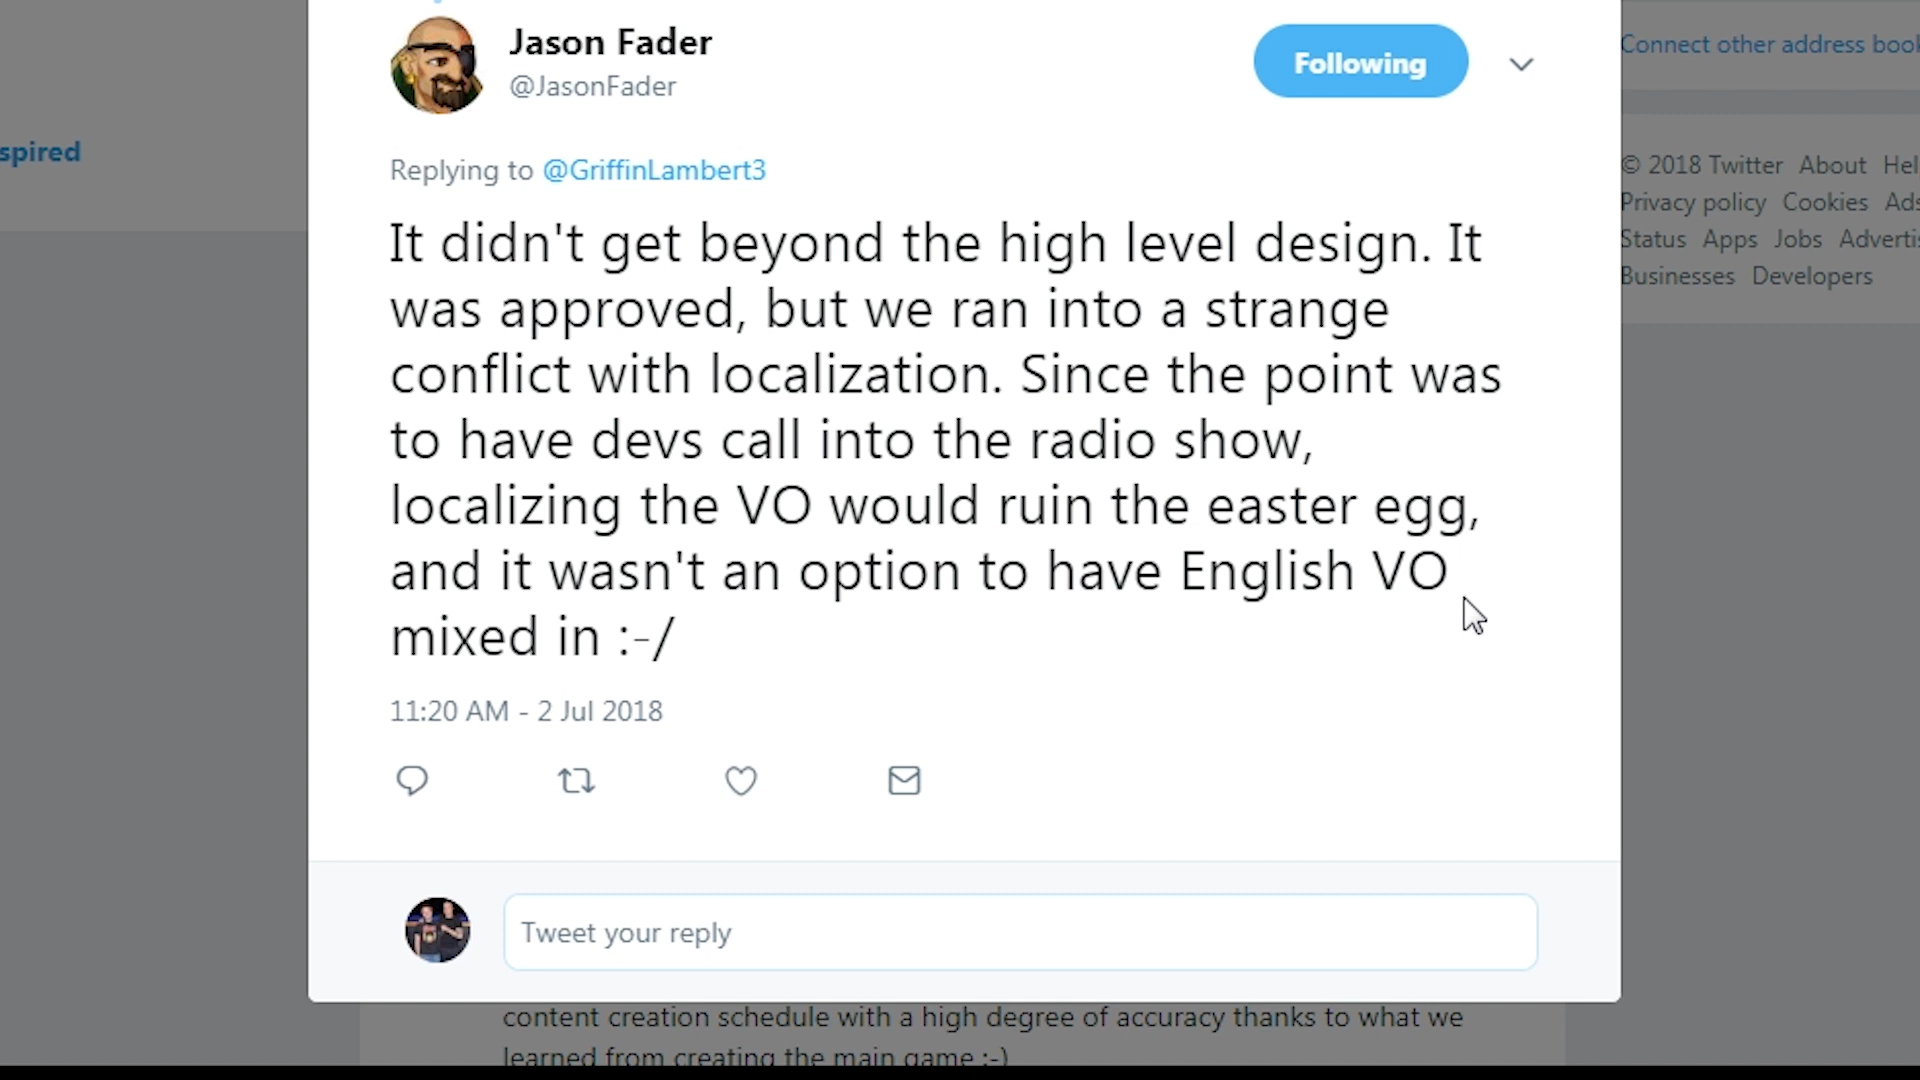 Jason Fader
@JasonFader
Following
Replying to @GriffinLambert3
It didn't get beyond the high level design. It
was approved, but we ran into a strange
conflict with localization. Since the point was
to have devs call into the radio show,
localizing the VO would ruin the easter egg,
and it wasn't an option to have English VO
mixed in :-/
11:20 AM - 2 Jul 2018
Tweet your reply
content creation schedule with a high degree of accuracy thanks to what we
learned from creating the main game :-)
spired
Connect other address book
© 2018 Twitter About Hel
Privacy policy Cookies Ads
Status Apps Jobs Adverti
Businesses Developers